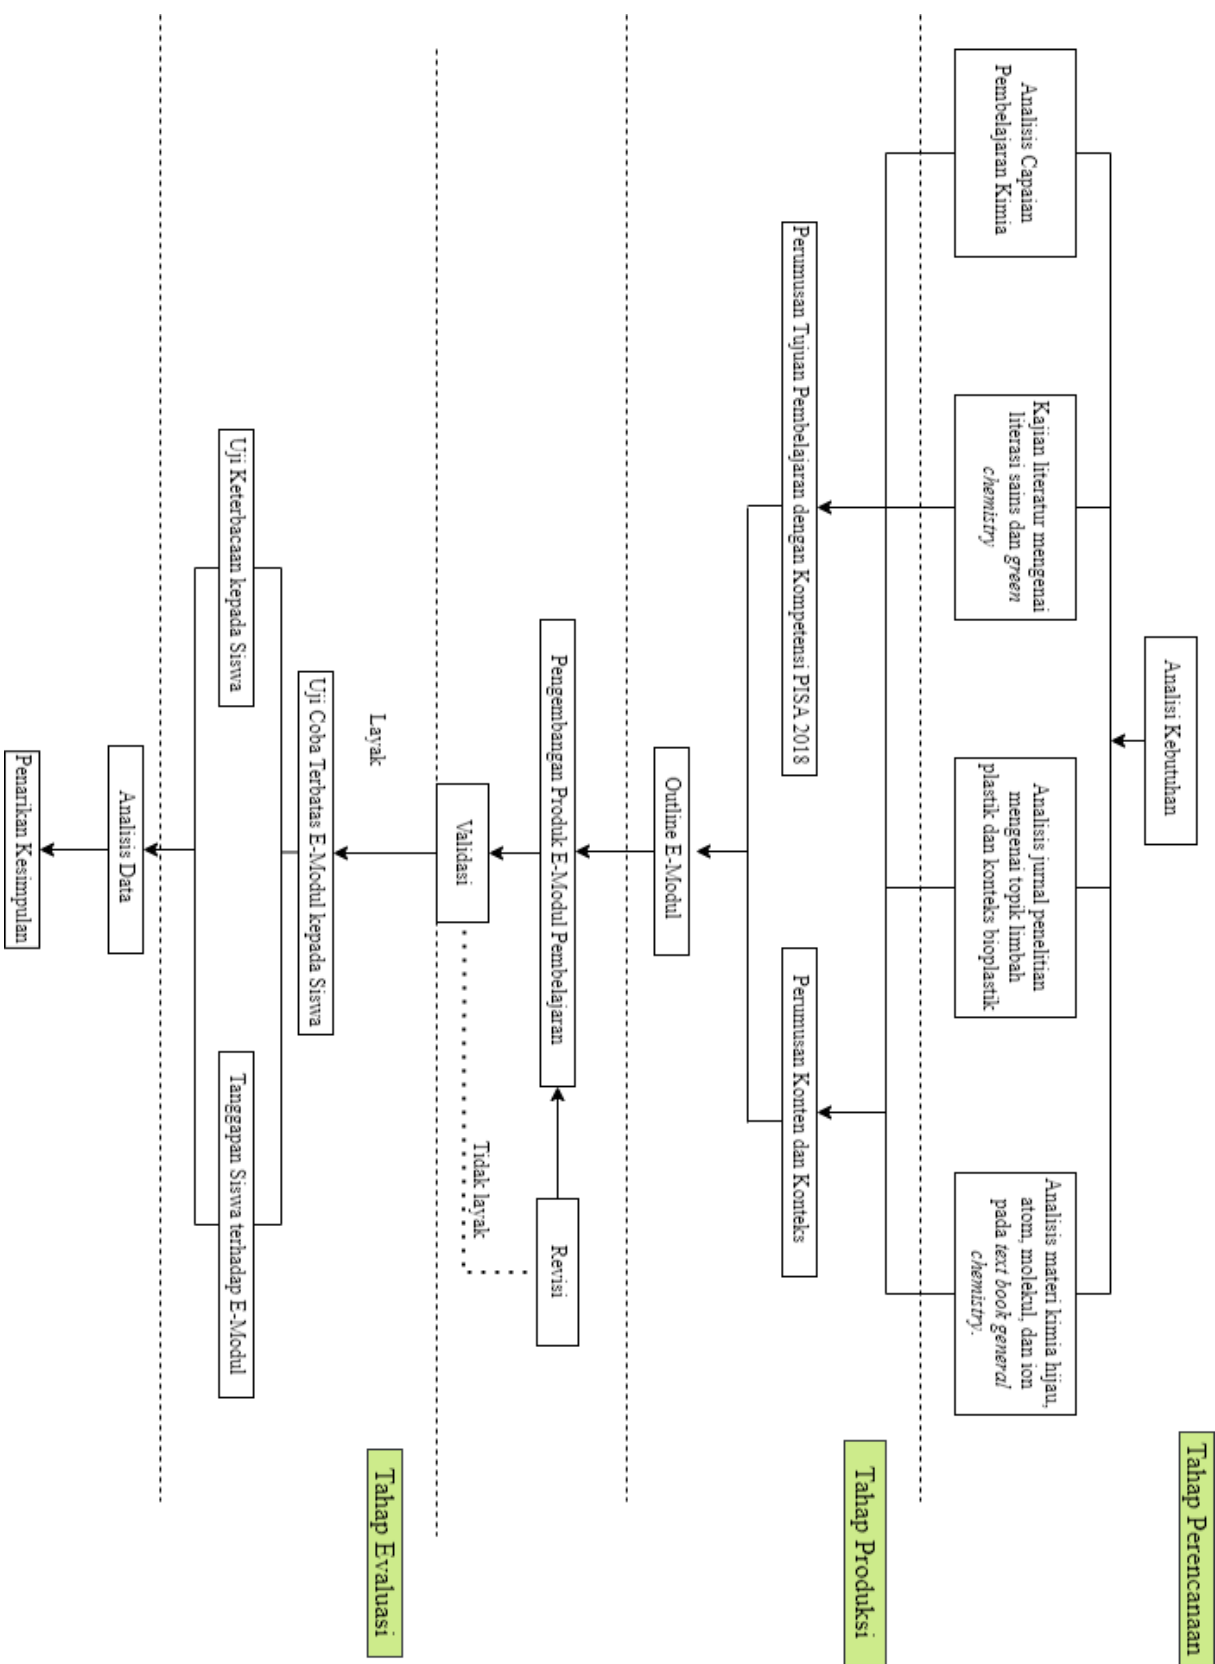 Tahap Perencanaan
Analisi Kebutuhan
Analisis Capaian
Pembelajaran Kimia
Kajian literatur mengenai
literasi sains dan green
chemistry
Analisis jurnal penelitian
mengenai topik limbah
plastik dan konteks bioplastik
Analisis materi kimia hijau,
atom, molekul, dan ion
pada text book general
chemistry.
Tahap Produksi
Perumusan Tujuan Pembelajaran dengan Kompetensi PISA 2018
Perumusan Konten dan Konteks
Outline E-Modul
Pengembangan Produk E-Modul Pembelajaran
Revisi
Validasi
Tidak layak
Layak
Tahap Evaluasi
Uji Coba Terbatas E-Modul kepada Siswa
Uji Keterbacaan kepada Siswa
Tanggapan Siswa terhadap E-Modul
Analisis Data
Penarikan Kesimpulan